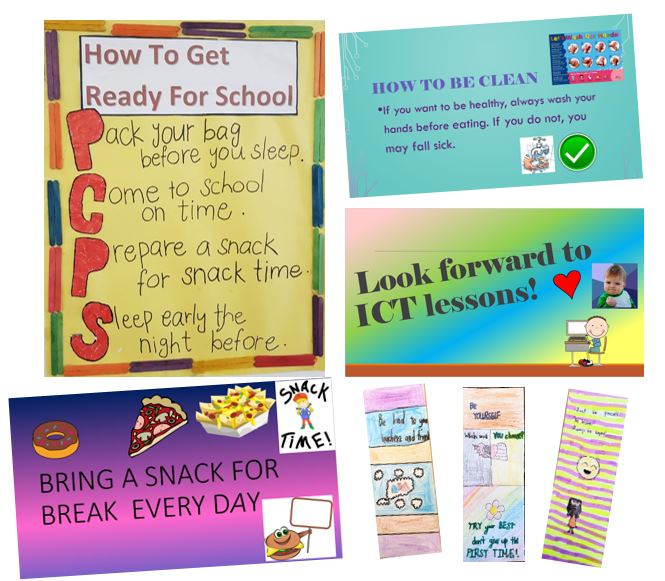 How To Get
Ready For School
Pack your bag
before you sleep.
Come to school
on time.
Prepare a snack
for snack time.
Sleep early the
night before.
HOW TO BE CLEAN
•If you want to be healthy, always wash your
hands before eating. If you do not, you
may fall sick.
Look forward to
ICT lessons!
SNACK
TIME!
BRING A SNACK FOR
BREAK EVERY DAY
Be kind to your
and
BE
YOURSELF
YOU
TRY your BEST
don't give up the
FIRST TIME!